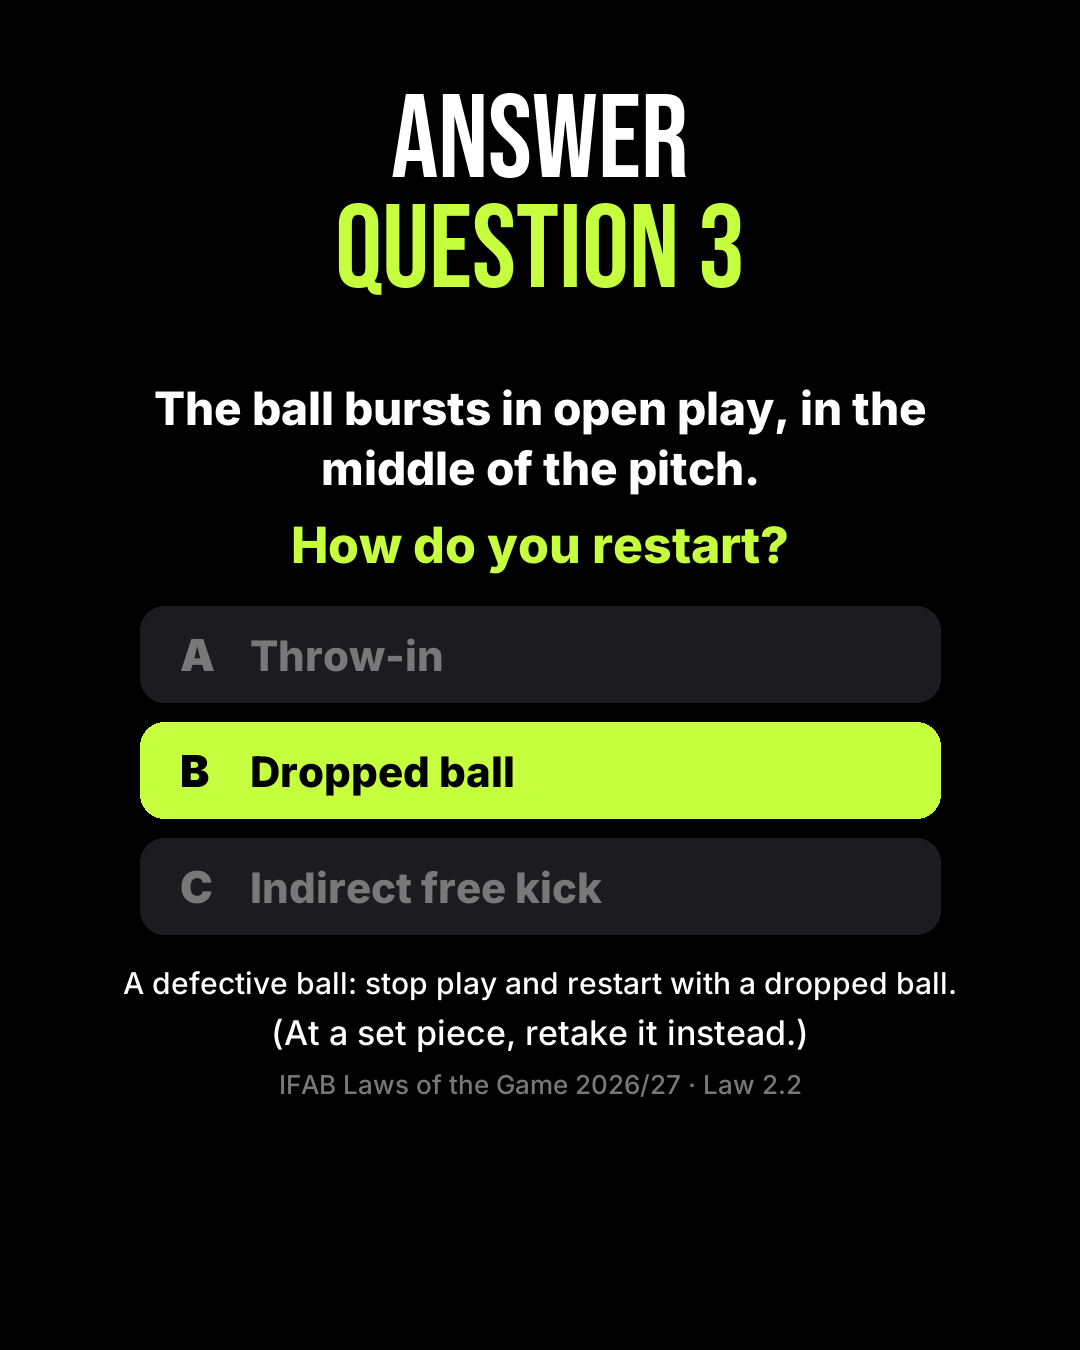 ANSWER
QUESTION 3
The ball bursts in open play, in the
middle of the pitch.
How do you restart?
A Throw-in
B Dropped ball
C Indirect free kick
A defective ball: stop play and restart with a dropped ball.
(At a set piece, retake it instead.)
IFAB Laws of the Game 2026/27 · Law 2.2